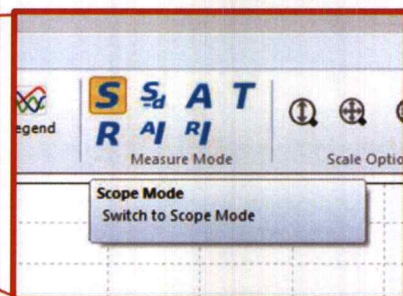 S S-d A T
egend
R A| R|
Measure Mode
Scale Optio
Scope Mode
Switch to Scope Mode